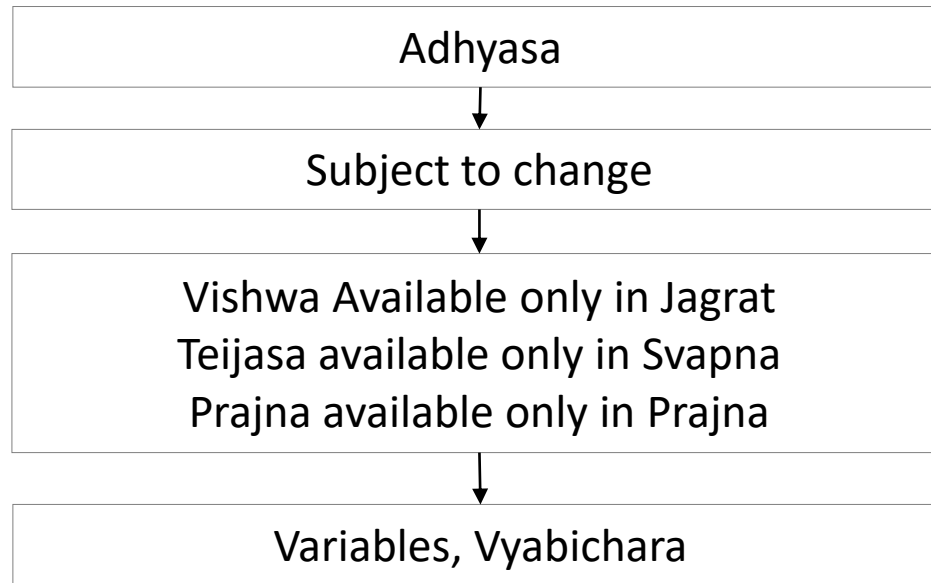 Adhyasa
Subject to change
Vishwa Available only in Jagrat
Teijasa available only in Svapna
Prajna available only in Prajna
Variables, Vyabichara